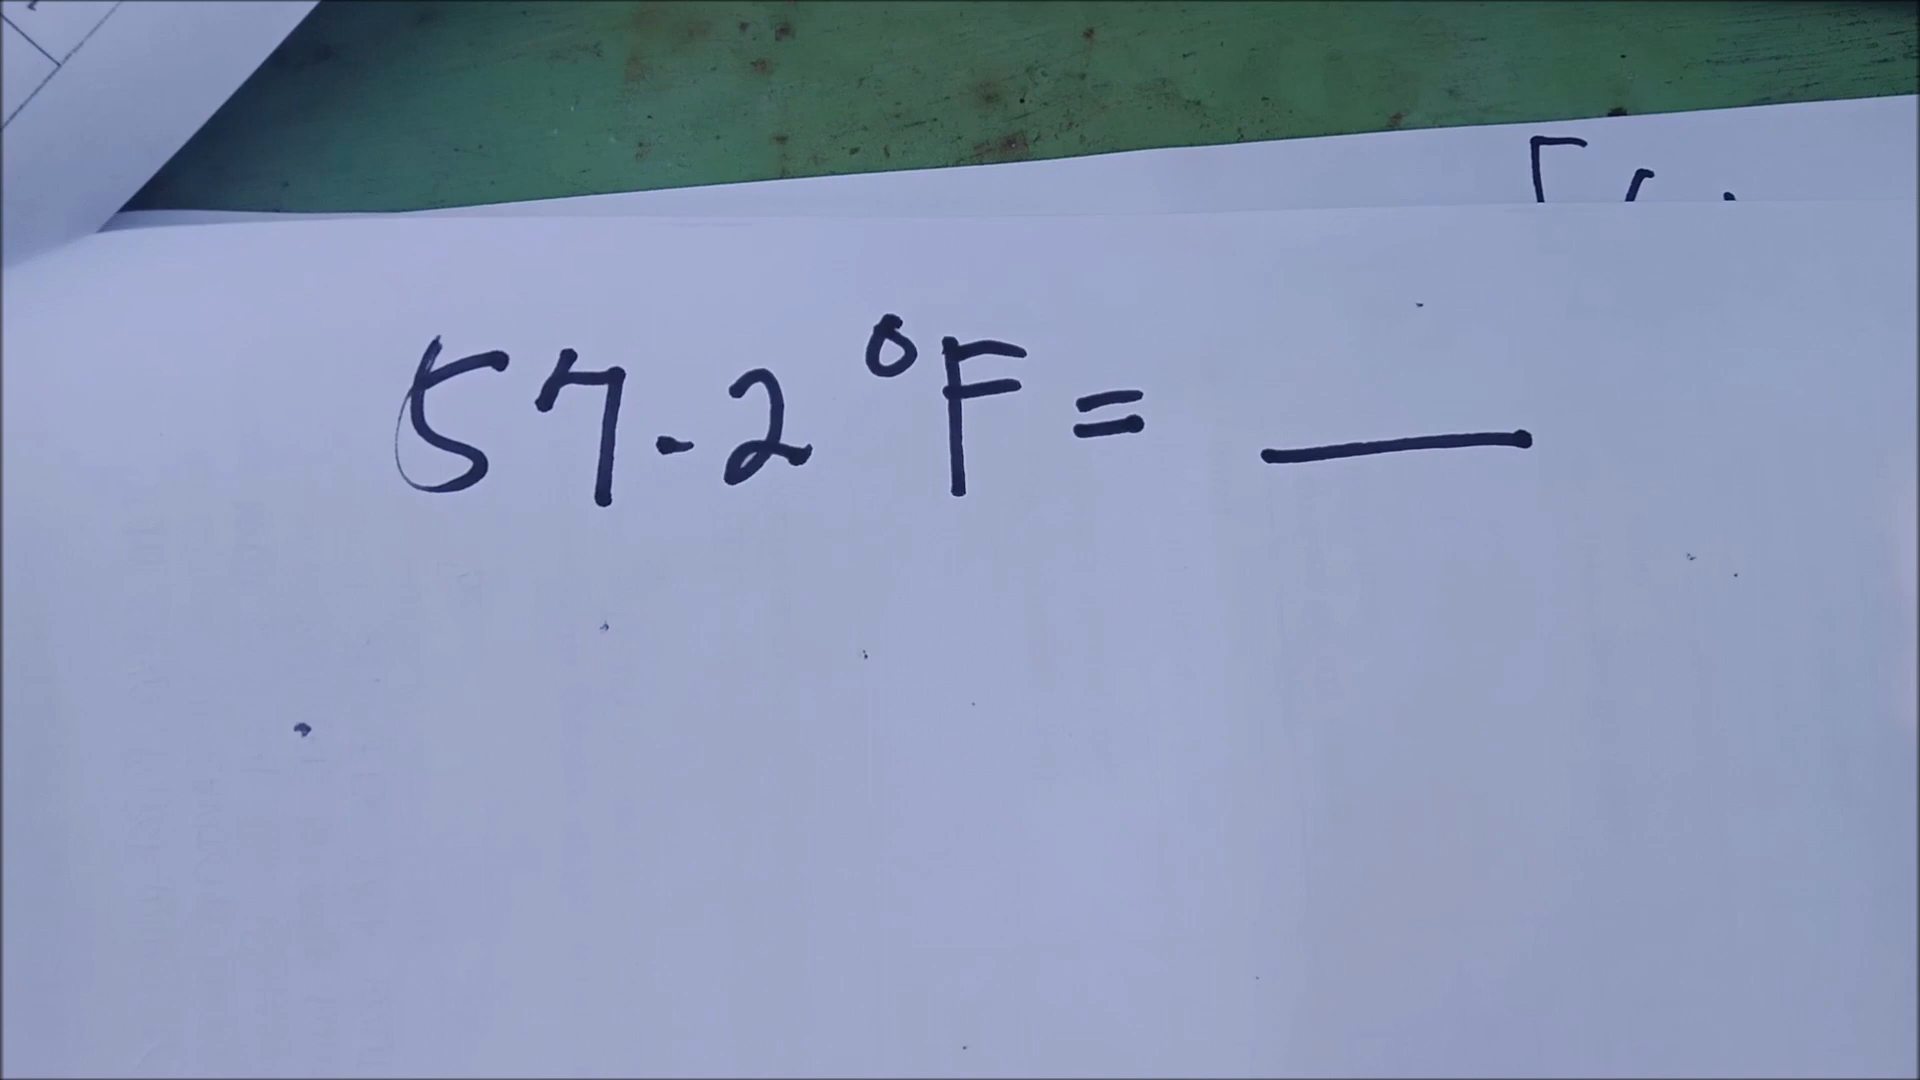 57.2 °F = ___